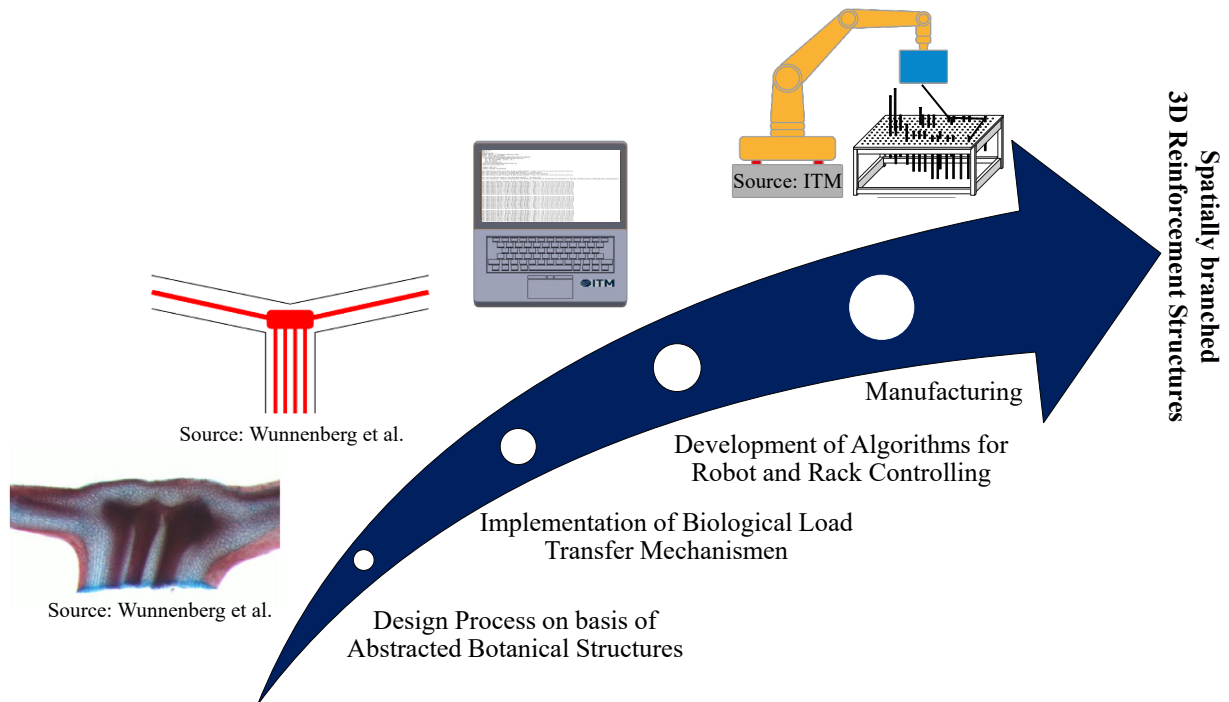 Source: ITM
Spatially branched
3D Reinforcement Structures
ITM
Manufacturing
Source: Wunnenberg et al.
Development of Algorithms for
Robot and Rack Controlling
Implementation of Biological Load
Transfer Mechanismen
Source: Wunnenberg et al.
Design Process on basis of
Abstracted Botanical Structures